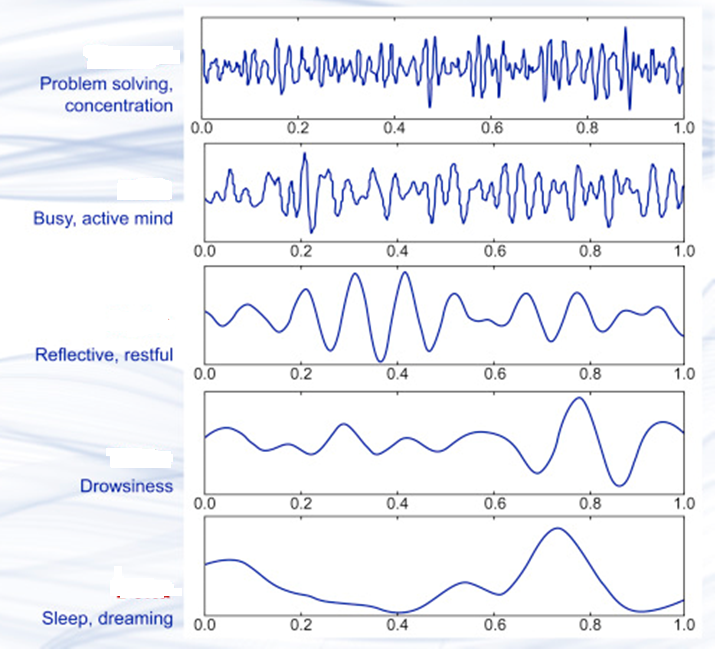 Problem solving,
concentration
0.0 0.2 0.4 0.6 0.8 1.0
Busy, active mind
0.0 0.2 0.4 0.6 0.8 1.0
Reflective, restful
0.0 0.2 0.4 0.6 0.8 1.0
Drowsiness
0.0 0.2 0.4 0.6 0.8 1.0
Sleep, dreaming
0.0 0.2 0.4 0.6 0.8 1.0